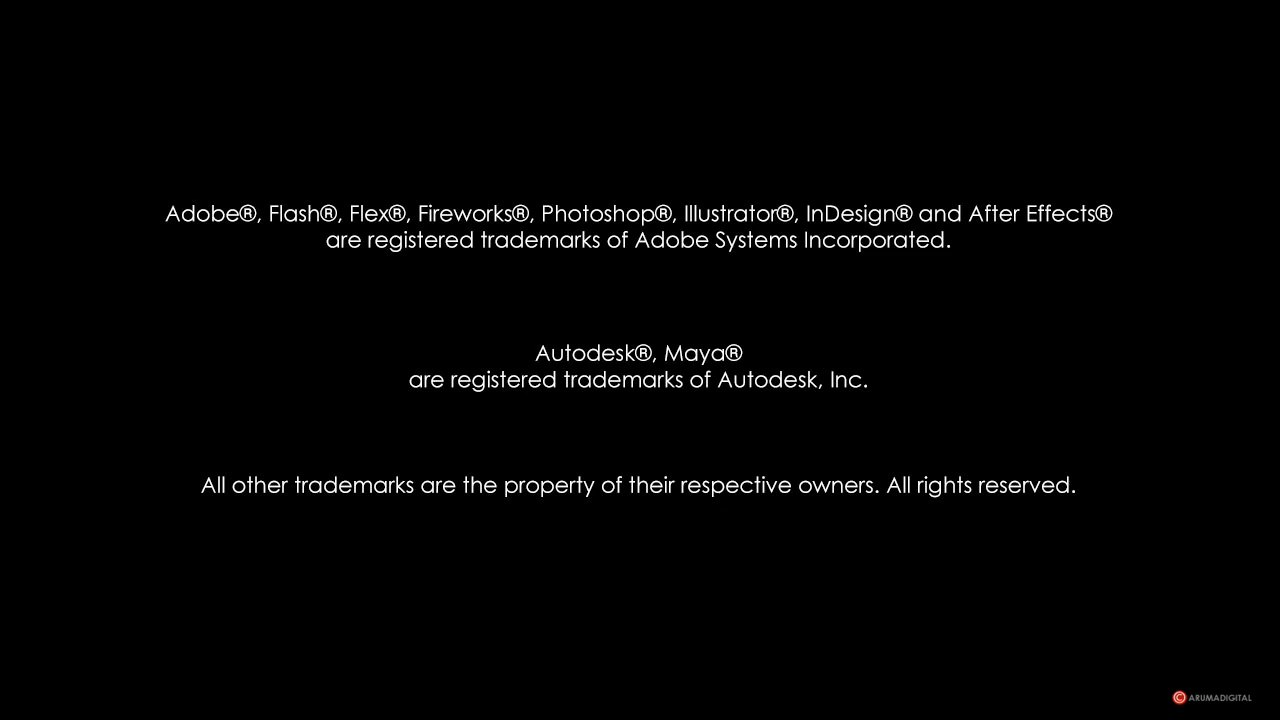 Adobe®, Flash®, Flex®, Fireworks®, Photoshop®, Illustrator®, InDesign® and After Effects®
are registered trademarks of Adobe Systems Incorporated.
Autodesk®, Maya®
are registered trademarks of Autodesk, Inc.
All other trademarks are the property of their respective owners. All rights reserved.
© ARUMADIGITAL